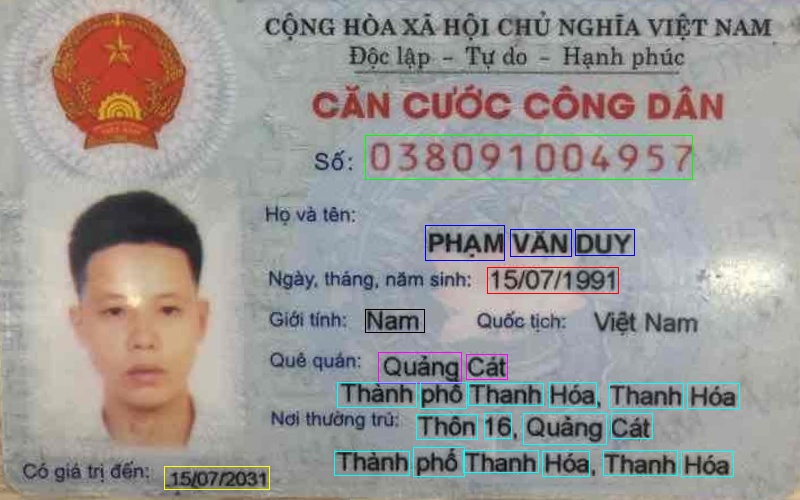 CỘNG HÒA XÃ HỘI CHỦ NGHĨA VIỆT NAM
Độc lập - Tự do - Hạnh phúc
CĂN CƯỚC CÔNG DÂN
Số: 038091004957
Họ và tên:
PHẠM VĂN DUY
Ngày, tháng, năm sinh: 15/07/1991
Giới tính: Nam Quốc tịch: Việt Nam
Quê quán: Quảng Cát
Thành phố Thanh Hóa, Thanh Hóa
Nơi thường trú: Thôn 16, Quảng Cát
Thành phố Thanh Hóa, Thanh Hóa
Có giá trị đến: 15/07/2031